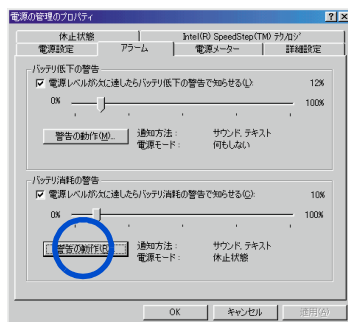 電源の管理のプロパティ
休止状態
Intel(R) SpeedStep(TM) テクノロジ
電源設定
アラーム
電源メーター
詳細設定
バッテリ低下の警告
電源レベルが次に達したらバッテリ低下の警告で知らせる(L):
12%
0%
100%
警告の動作(M)...
通知方法: サウンド, テキスト
電源モード: 何もしない
バッテリ消耗の警告
電源レベルが次に達したらバッテリ消耗の警告で知らせる(C):
10%
0%
100%
警告の動作(R)...
通知方法: サウンド, テキスト
電源モード: 休止状態
OK
キャンセル
適用(A)